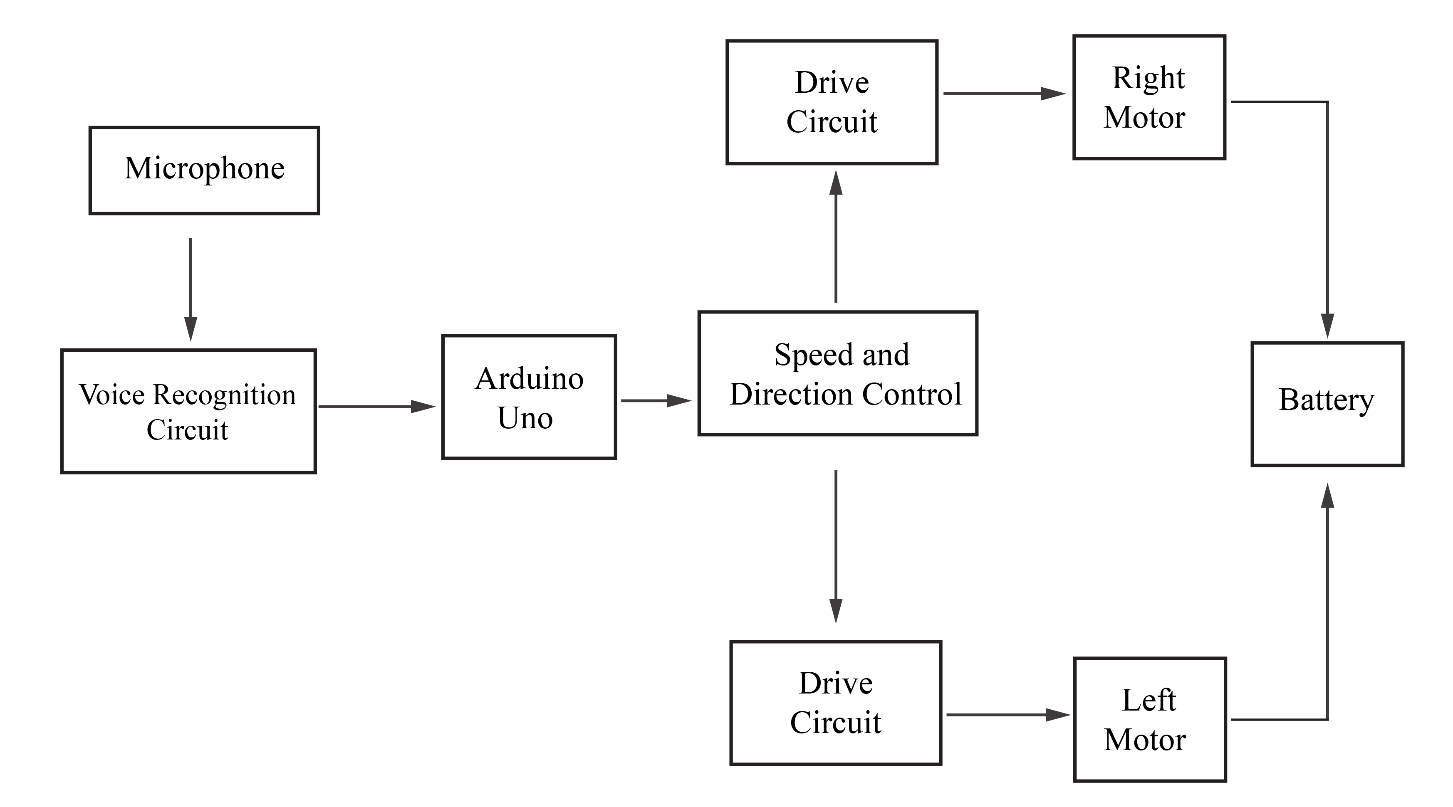 Microphone
Voice Recognition
Circuit
Arduino
Uno
Speed and
Direction Control
Drive
Circuit
Right
Motor
Drive
Circuit
Left
Motor
Battery